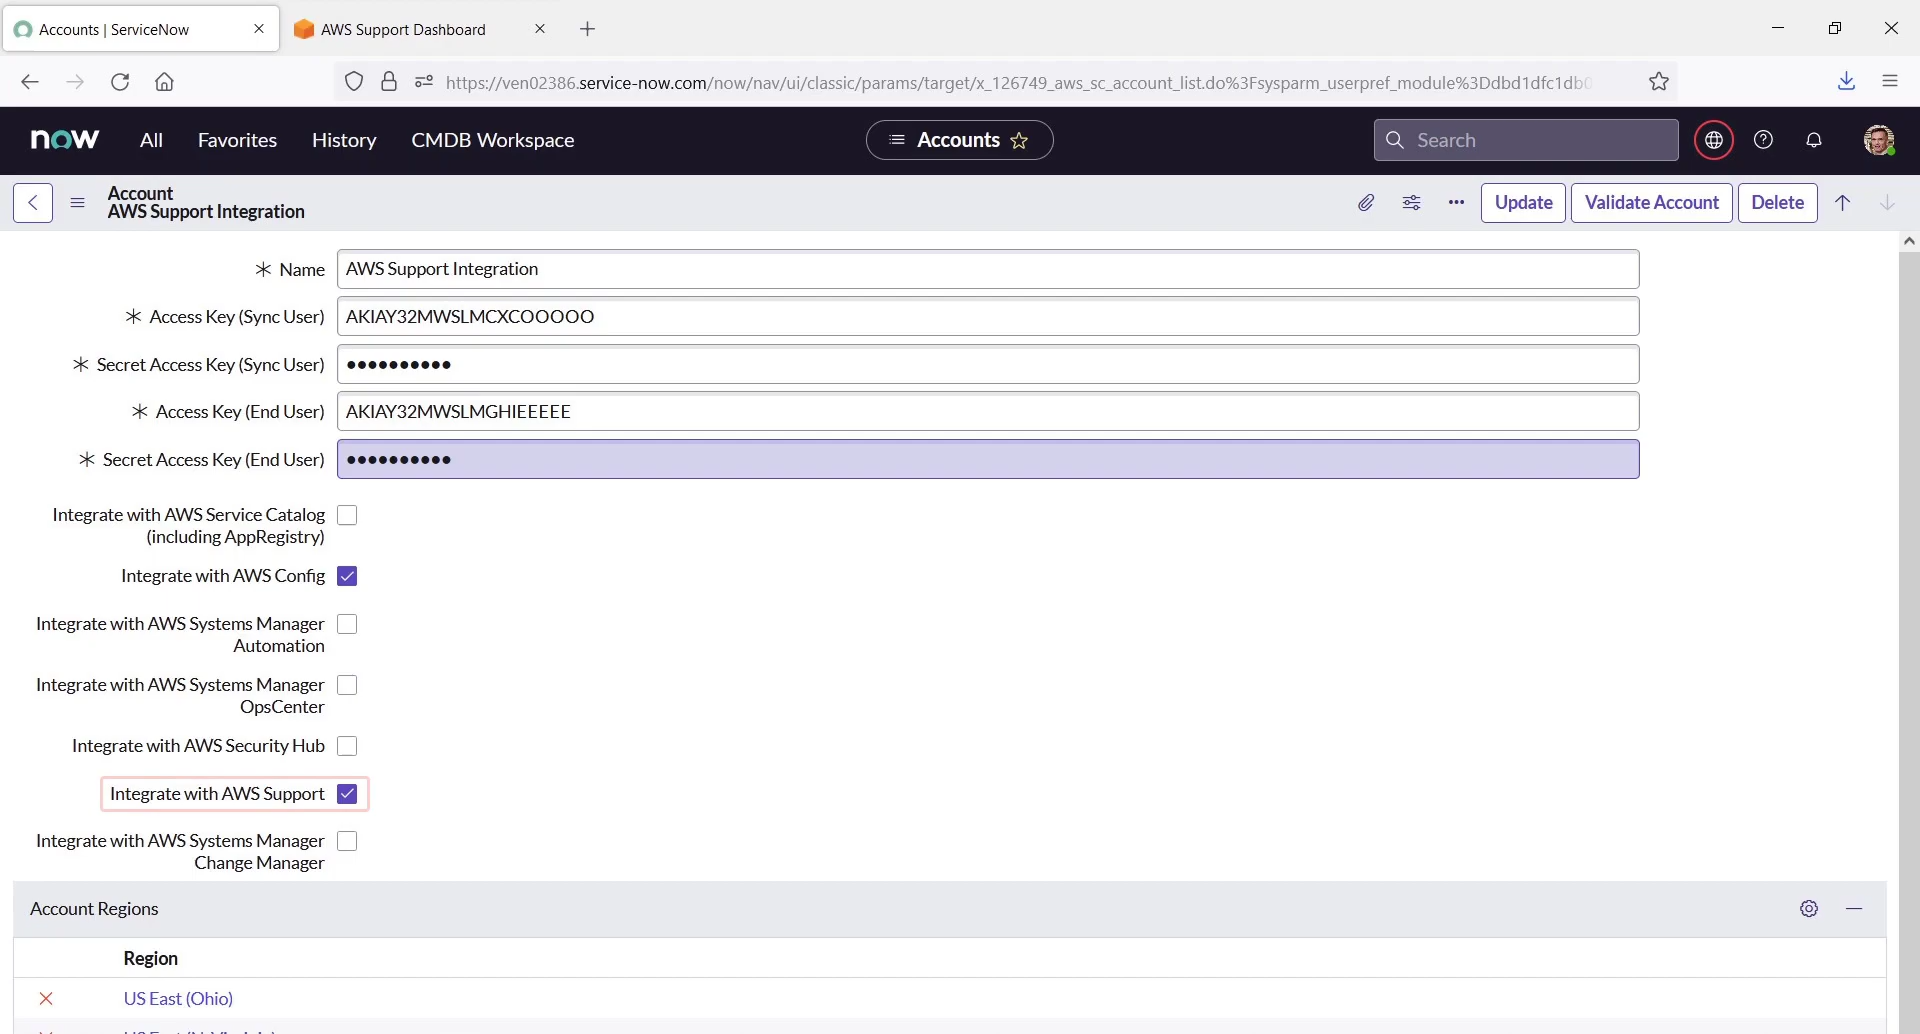 Accounts | ServiceNow
AWS Support Dashboard
https://ven02386.service-now.com/now/nav/ui/classic/params/target/x_126749_aws_sc_account_list.do%3Fsysparm_userpref_module%3Ddbd1dfc1db0
now
All
Favorites
History
CMDB Workspace
Accounts
Search
Account
AWS Support Integration
Update
Validate Account
Delete
Name
AWS Support Integration
Access Key (Sync User)
AKIAY32MWSLMCXCOOOOO
Secret Access Key (Sync User)
Access Key (End User)
AKIAY32MWSLMGHIEEEEE
Secret Access Key (End User)
Integrate with AWS Service Catalog
(including AppRegistry)
Integrate with AWS Config
Integrate with AWS Systems Manager
Automation
Integrate with AWS Systems Manager
OpsCenter
Integrate with AWS Security Hub
Integrate with AWS Support
Integrate with AWS Systems Manager
Change Manager
Account Regions
Region
US East (Ohio)